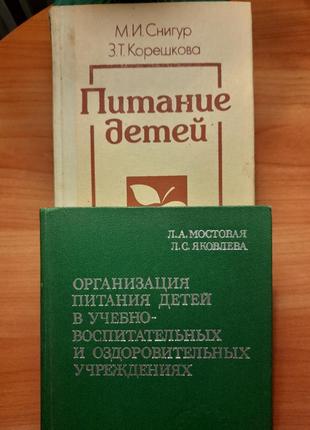 М.И.Снигур
З.Т.Корешкова
Питание
детей
Л.А.МОСТОВАЯ
Л.С.ЯКОВЛЕВА
ОРГАНИЗАЦИЯ
ПИТАНИЯ ДЕТЕЙ
В УЧЕБНО-
ВОСПИТАТЕЛЬНЫХ
И ОЗДОРОВИТЕЛЬНЫХ
УЧРЕЖДЕНИЯХ